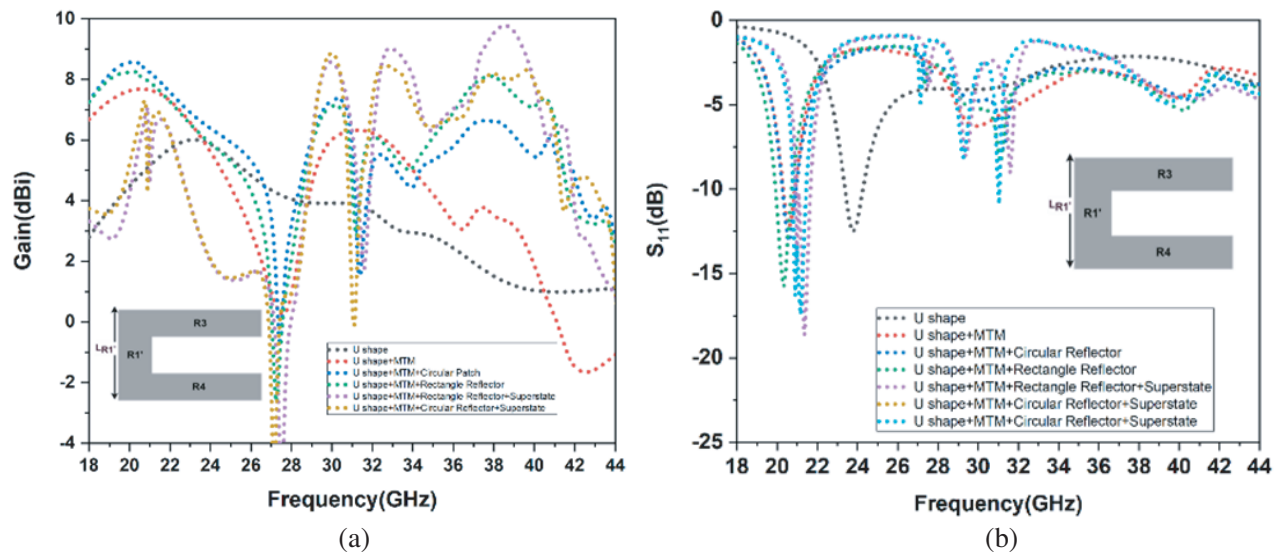 10
8
6
4
2
0
-2
-4
Gain(dBi)
18 20 22 24 26 28 30 32 34 36 38 40 42 44
Frequency(GHz)
LR1'
R3
R1'
R4
U shape
U shape+MTM
U shape+MTM+Circular Patch
U shape+MTM+Rectangle Reflector
U shape+MTM+Rectangle Reflector+Superstate
U shape+MTM+Circular Reflector+Superstate
(a)
0
-5
-10
-15
-20
-25
S11(dB)
18 20 22 24 26 28 30 32 34 36 38 40 42 44
Frequency(GHz)
LR1'
R3
R1'
R4
U shape
U shape+MTM
U shape+MTM+Circular Reflector
U shape+MTM+Rectangle Reflector
U shape+MTM+Rectangle Reflector+Superstate
U shape+MTM+Circular Reflector+Superstate
U shape+MTM+Circular Reflector+Superstate
(b)